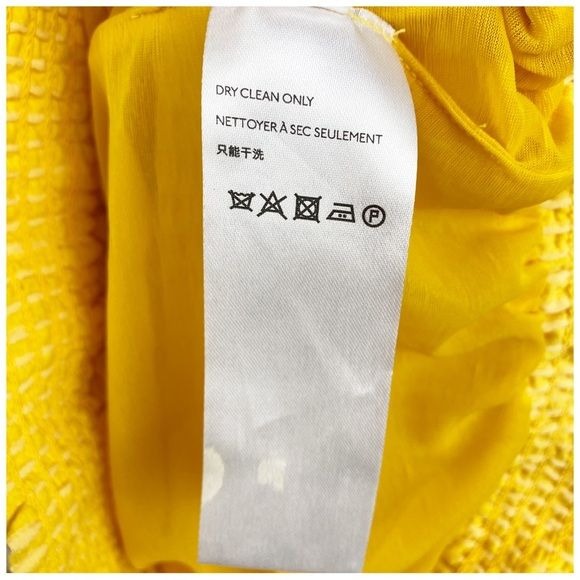 DRY CLEAN ONLY
NETTOYER À SEC SEULEMENT
只能干洗
P